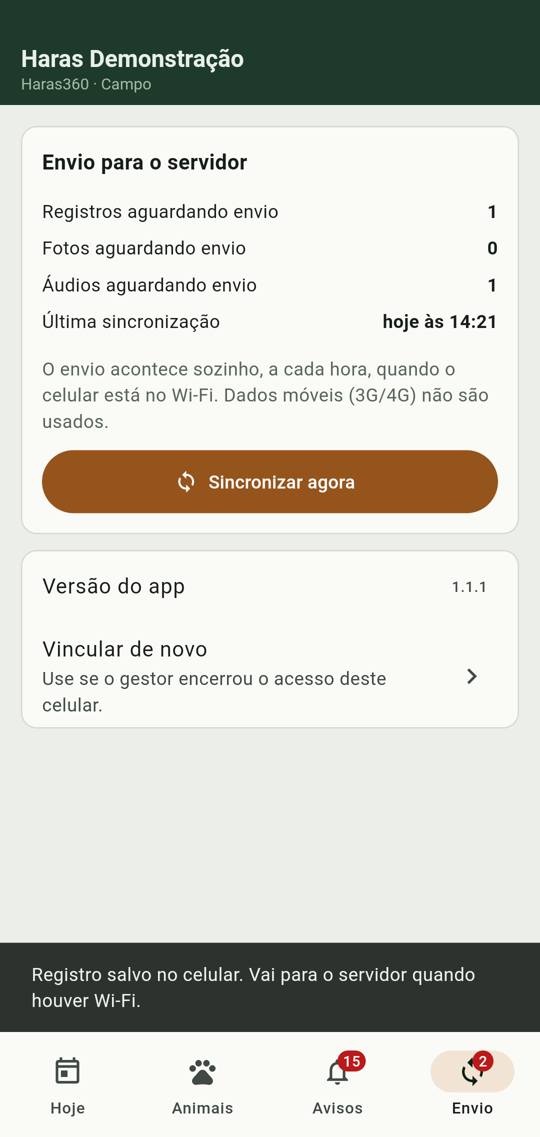 Haras Demonstração
Haras360 · Campo
Envio para o servidor
Registros aguardando envio 1
Fotos aguardando envio 0
Áudios aguardando envio 1
Última sincronização hoje às 14:21
O envio acontece sozinho, a cada hora, quando o
celular está no Wi-Fi. Dados móveis (3G/4G) não são
usados.
Sincronizar agora
Versão do app 1.1.1
Vincular de novo
Use se o gestor encerrou o acesso deste
celular.
Registro salvo no celular. Vai para o servidor quando
houver Wi-Fi.
15 2
Hoje Animais Avisos Envio